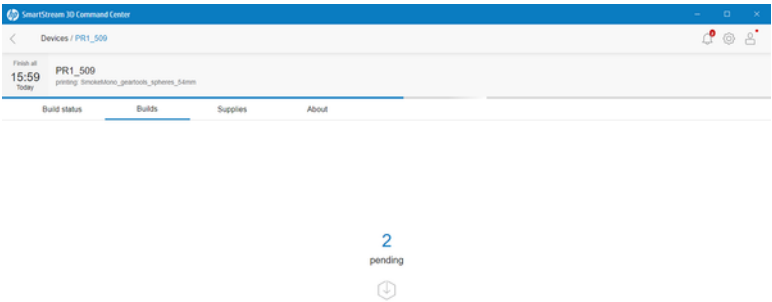 hp SmartStream 3D Command Center
Devices / PR1_509
Finish all
15:59
Today
PR1_509
printing: SmokeMono_geartools_spheres_54mm
Build status
Builds
Supplies
About
2
pending